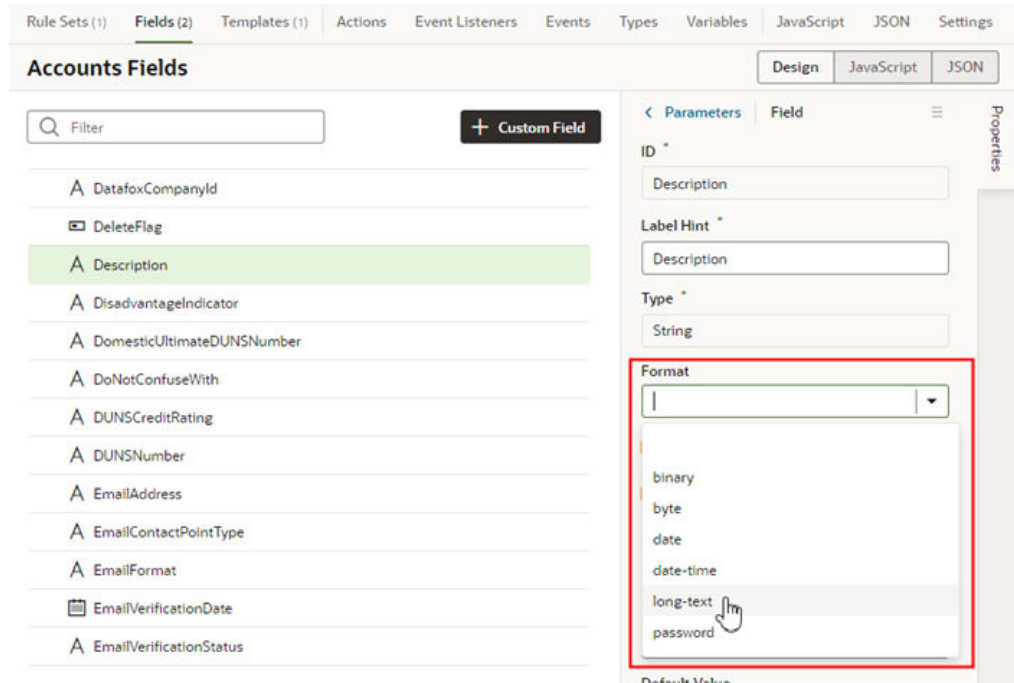 Rule Sets (1) Fields (2) Templates (1) Actions Event Listeners Events Types Variables JavaScript JSON Settings
Accounts Fields
Design JavaScript JSON
Filter
+ Custom Field
DatafoxCompanyId
DeleteFlag
Description
DisadvantageIndicator
DomesticUltimateDUNSNumber
DoNotConfuseWith
DUNSCreditRating
DUNSNumber
EmailAddress
EmailContactPointType
EmailFormat
EmailVerificationDate
EmailVerificationStatus
< Parameters Field
Properties
ID *
Description
Label Hint *
Description
Type *
String
Format
binary
byte
date
date-time
long-text
password
Default Value